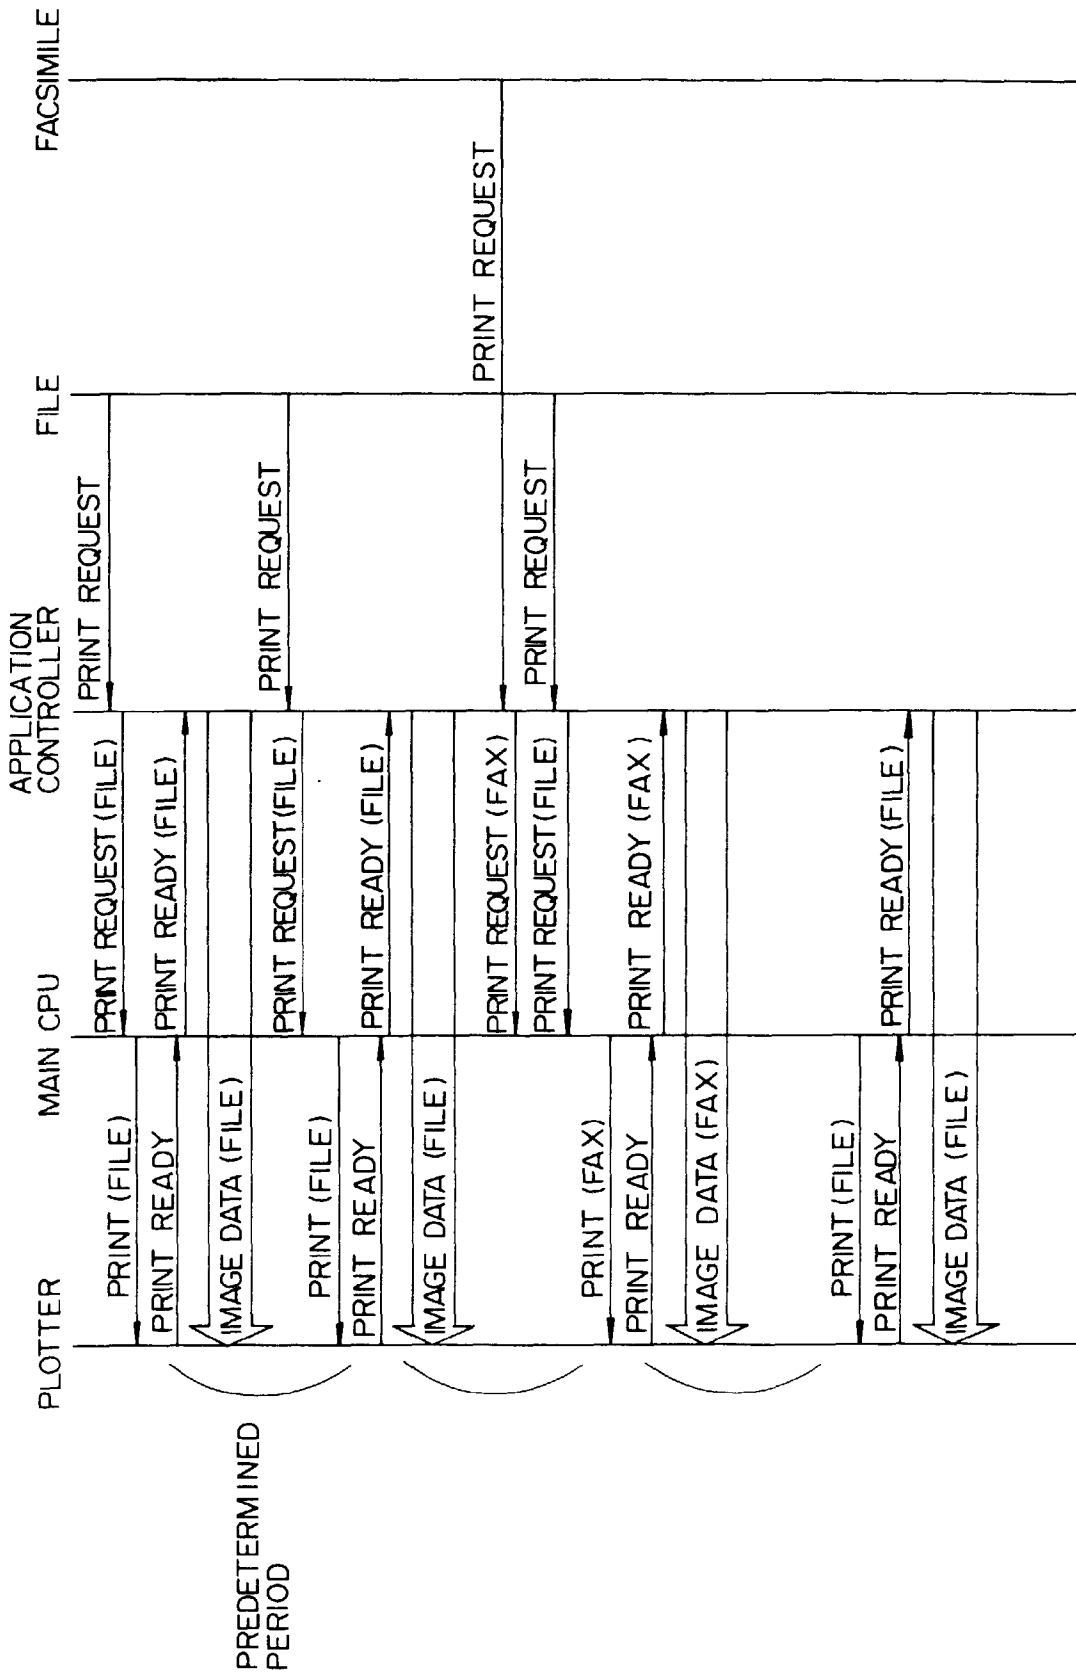 PLOTTER
MAIN CPU
APPLICATION
CONTROLLER
FILE
FACSIMILE
PRINT REQUEST
PRINT REQUEST (FILE)
PRINT (FILE)
PRINT READY
PRINT READY (FILE)
IMAGE DATA (FILE)
PREDETERMINED
PERIOD
PRINT REQUEST
PRINT REQUEST (FILE)
PRINT (FILE)
PRINT READY
PRINT READY (FILE)
IMAGE DATA (FILE)
PRINT REQUEST
PRINT REQUEST (FAX)
PRINT REQUEST
PRINT REQUEST (FILE)
PRINT (FAX)
PRINT READY
PRINT READY (FAX)
IMAGE DATA (FAX)
PRINT (FILE)
PRINT READY
PRINT READY (FILE)
IMAGE DATA (FILE)